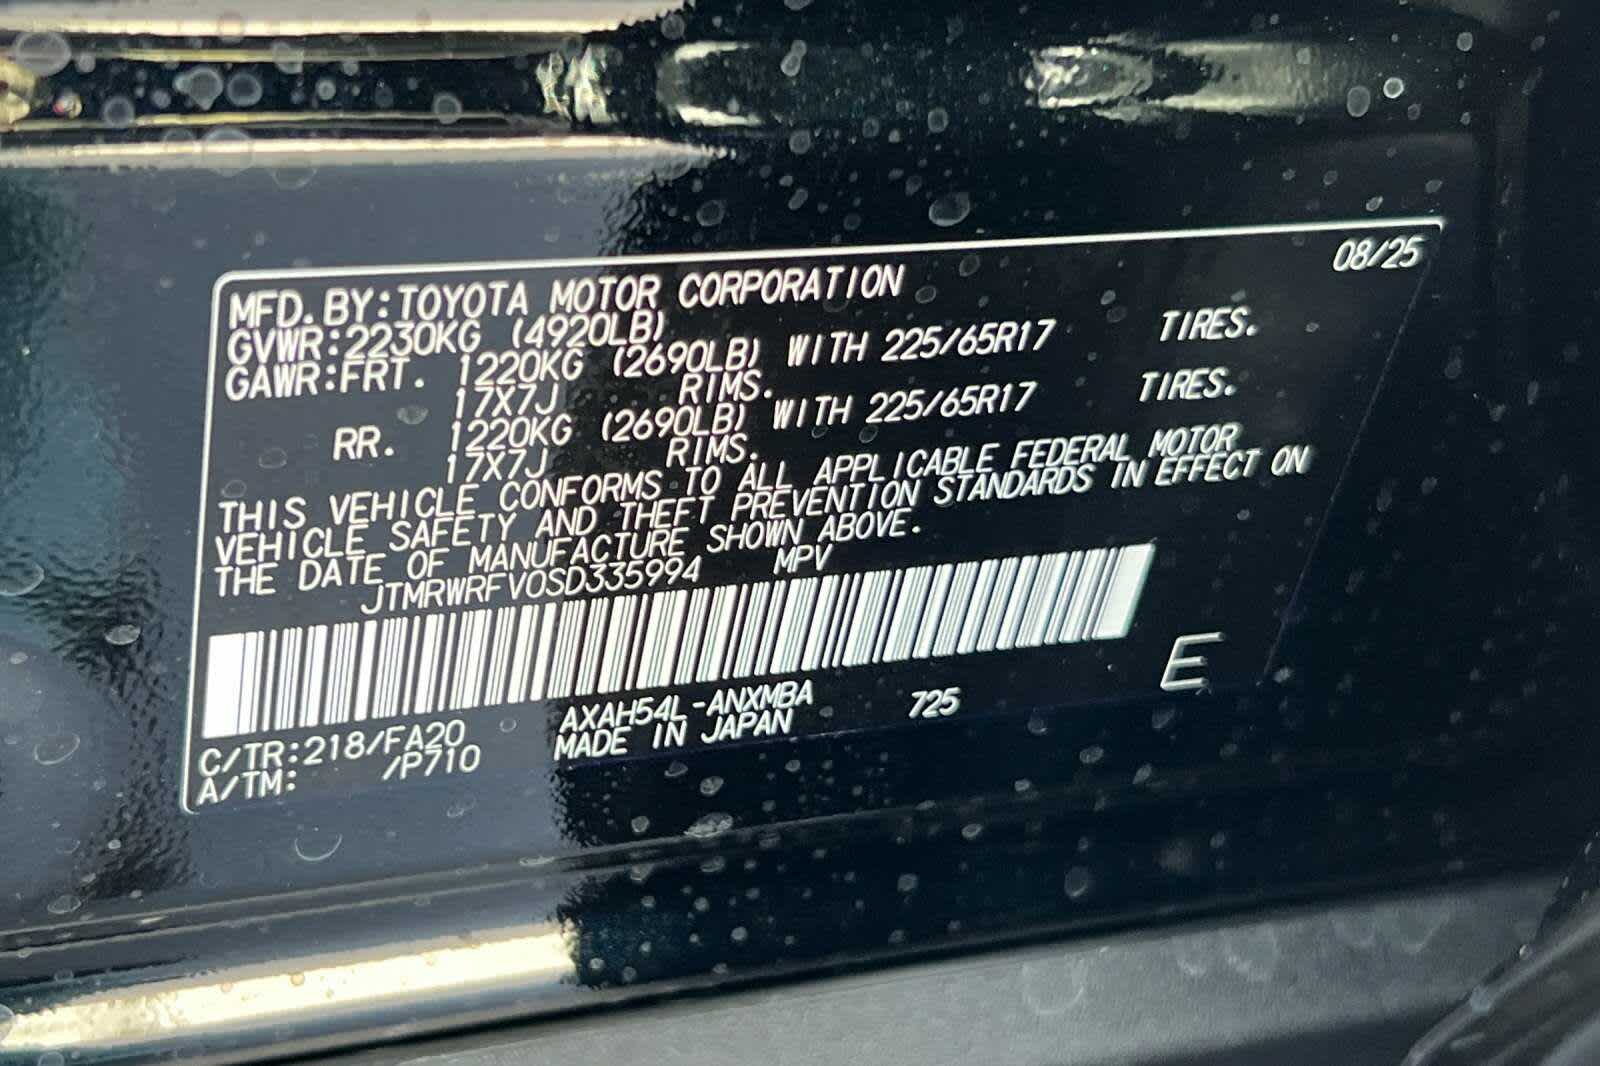 08/25
MFD.BY:TOYOTA MOTOR CORPORATION
GVWR:2230KG (4920LB)
GAWR:FRT. 1220KG (2690LB) WITH 225/65R17 TIRES.
17X7J RIMS.
RR. 1220KG (2690LB) WITH 225/65R17 TIRES.
17X7J RIMS.
THIS VEHICLE CONFORMS TO ALL APPLICABLE FEDERAL MOTOR
VEHICLE SAFETY AND THEFT PREVENTION STANDARDS IN EFFECT ON
THE DATE OF MANUFACTURE SHOWN ABOVE.
JTMRWRFV0SD335994 MPV
E
C/TR:218/FA20 AXAH54L-ANXMBA 725
A/TM: /P710 MADE IN JAPAN